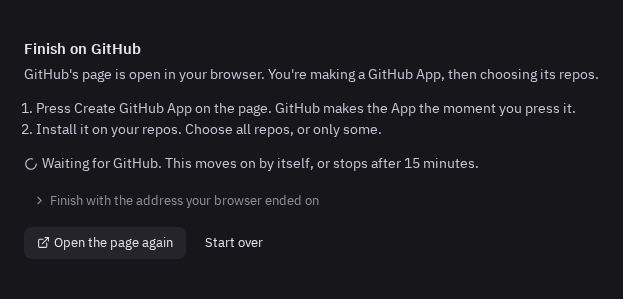 Finish on GitHub
GitHub's page is open in your browser. You're making a GitHub App, then choosing its repos.
1. Press Create GitHub App on the page. GitHub makes the App the moment you press it.
2. Install it on your repos. Choose all repos, or only some.
Waiting for GitHub. This moves on by itself, or stops after 15 minutes.
Finish with the address your browser ended on
Open the page again Start over